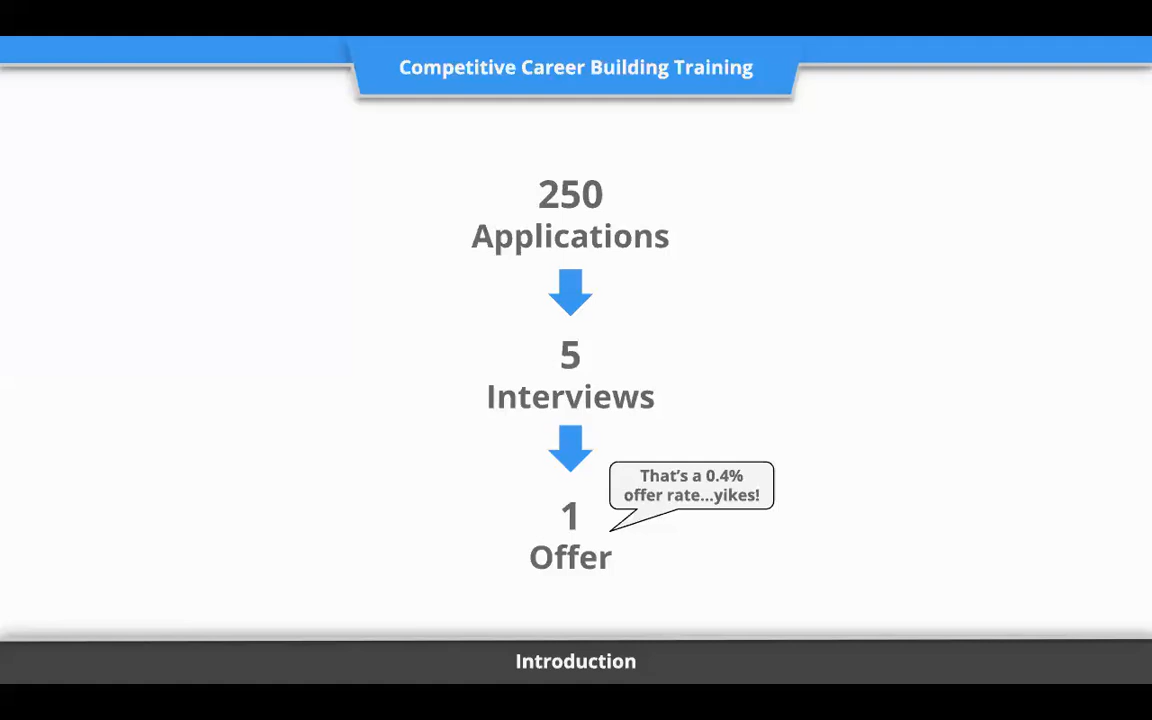 Competitive Career Building Training
250
Applications
5
Interviews
That's a 0.4%
offer rate...yikes!
1
Offer
Introduction